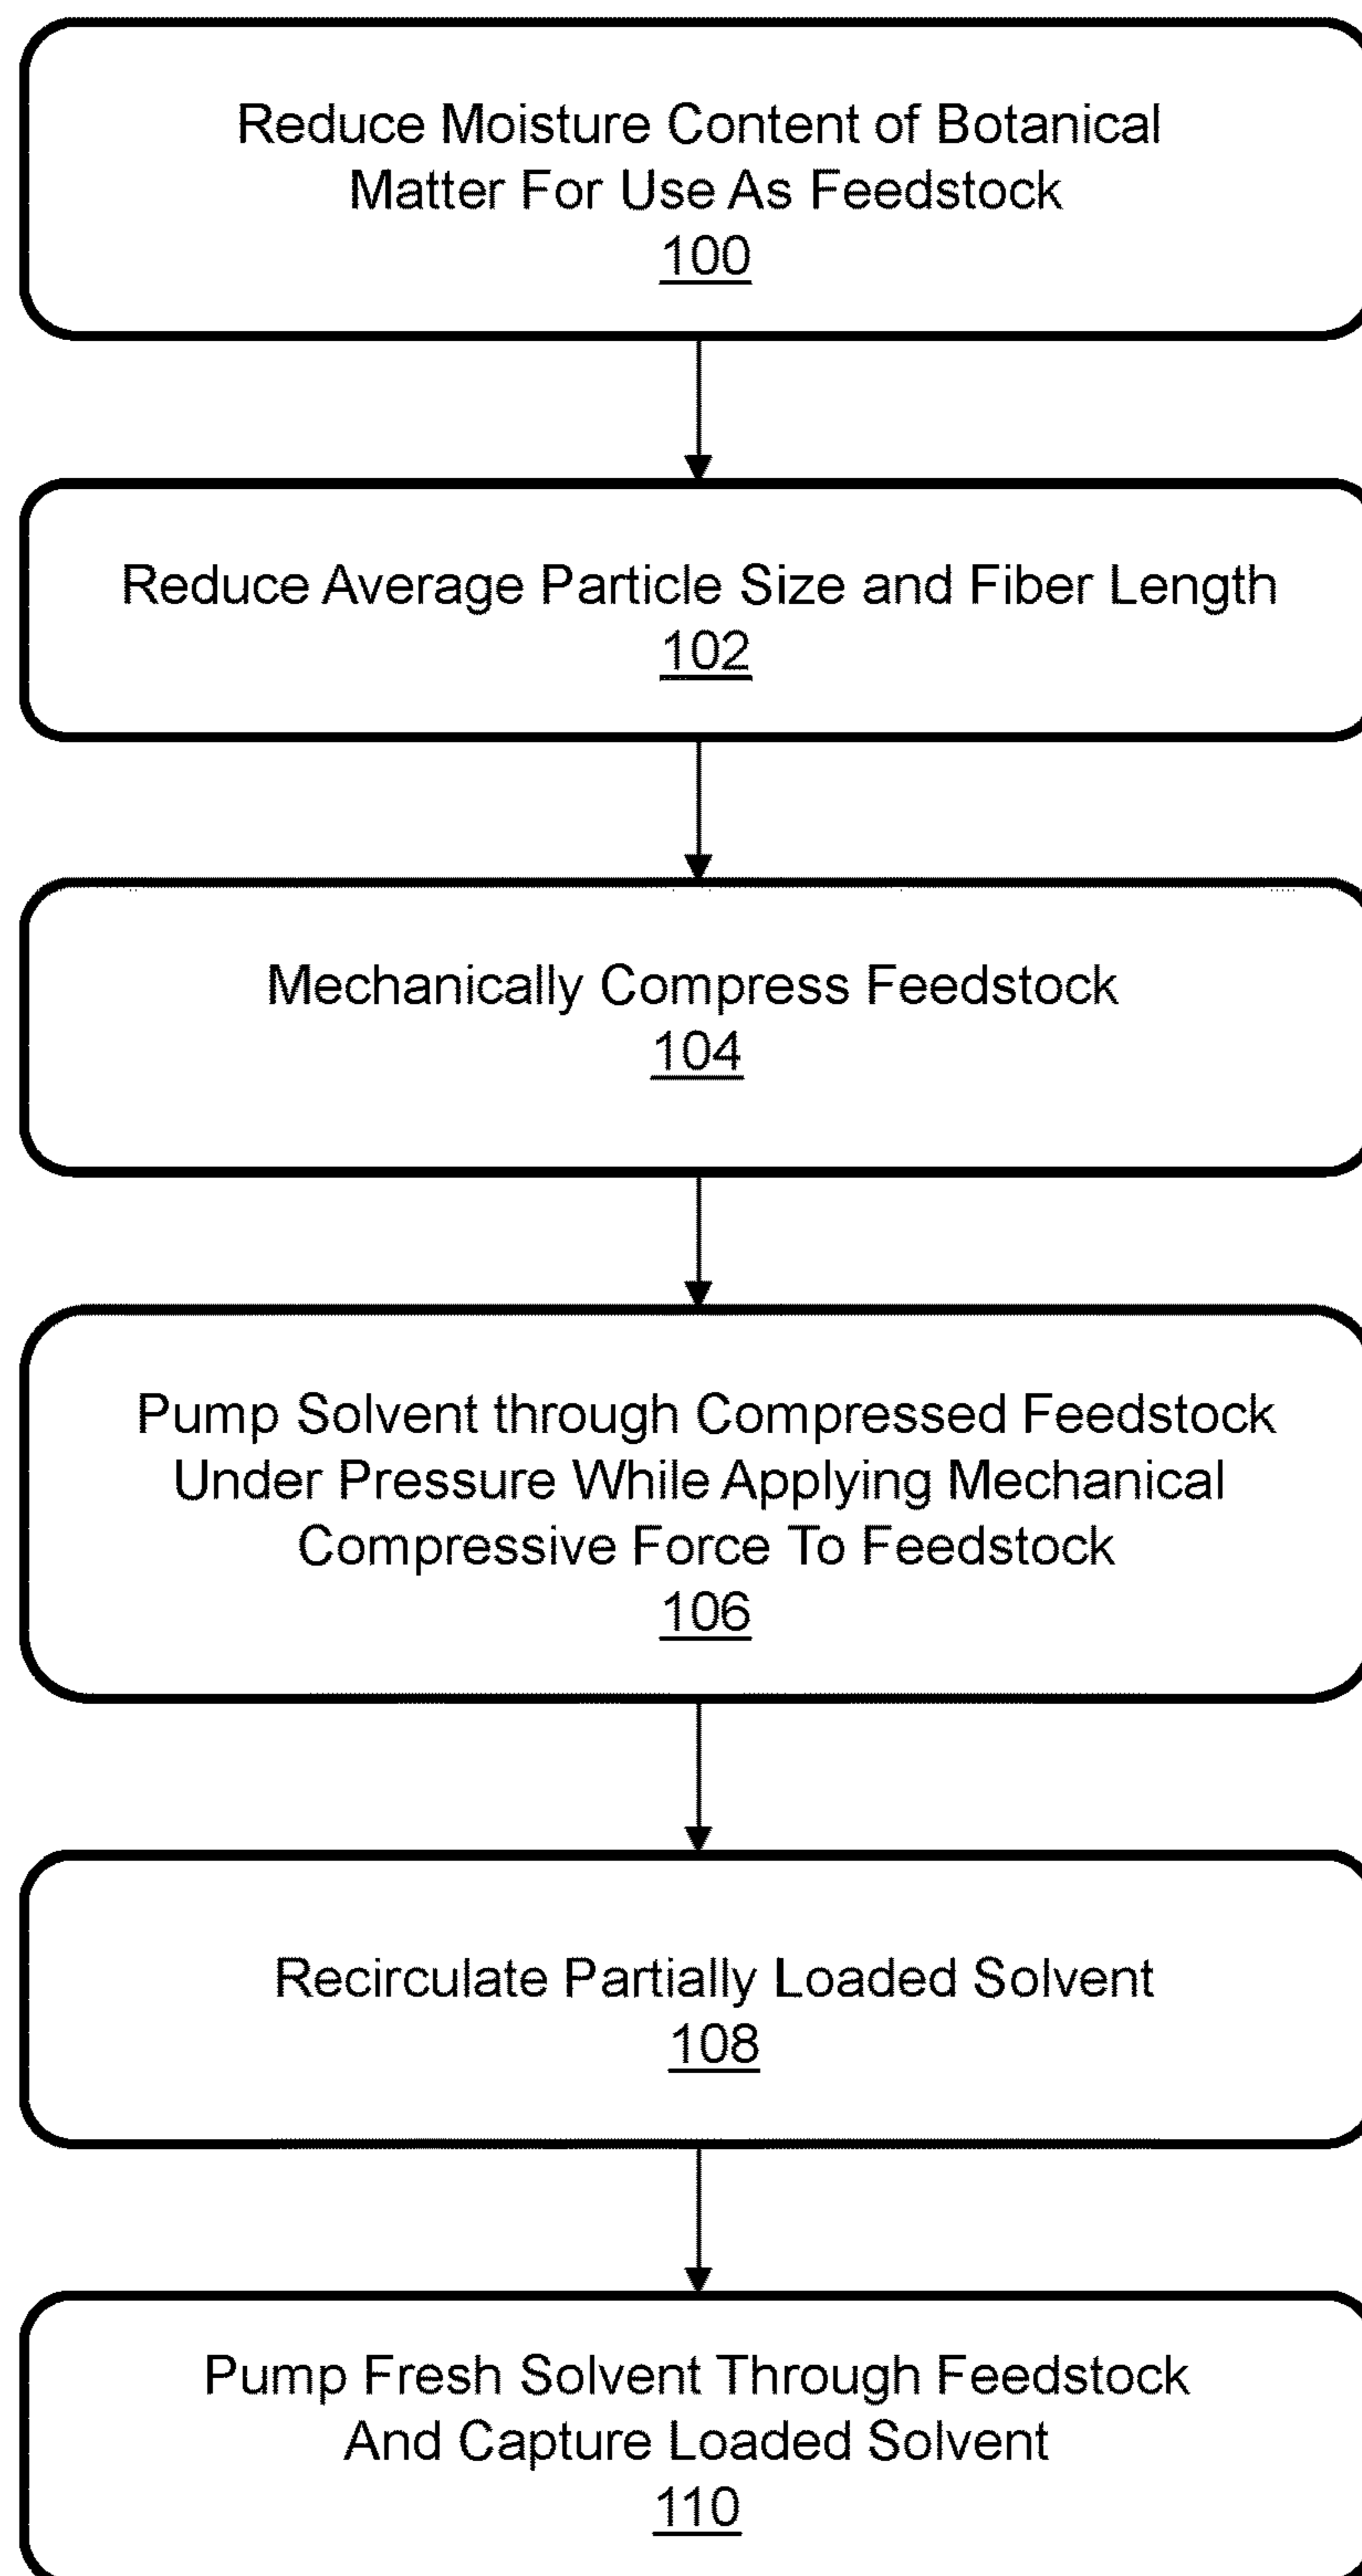 Reduce Moisture Content of Botanical
Matter For Use As Feedstock
100
Reduce Average Particle Size and Fiber Length
102
Mechanically Compress Feedstock
104
Pump Solvent through Compressed Feedstock
Under Pressure While Applying Mechanical
Compressive Force To Feedstock
106
Recirculate Partially Loaded Solvent
108
Pump Fresh Solvent Through Feedstock
And Capture Loaded Solvent
110